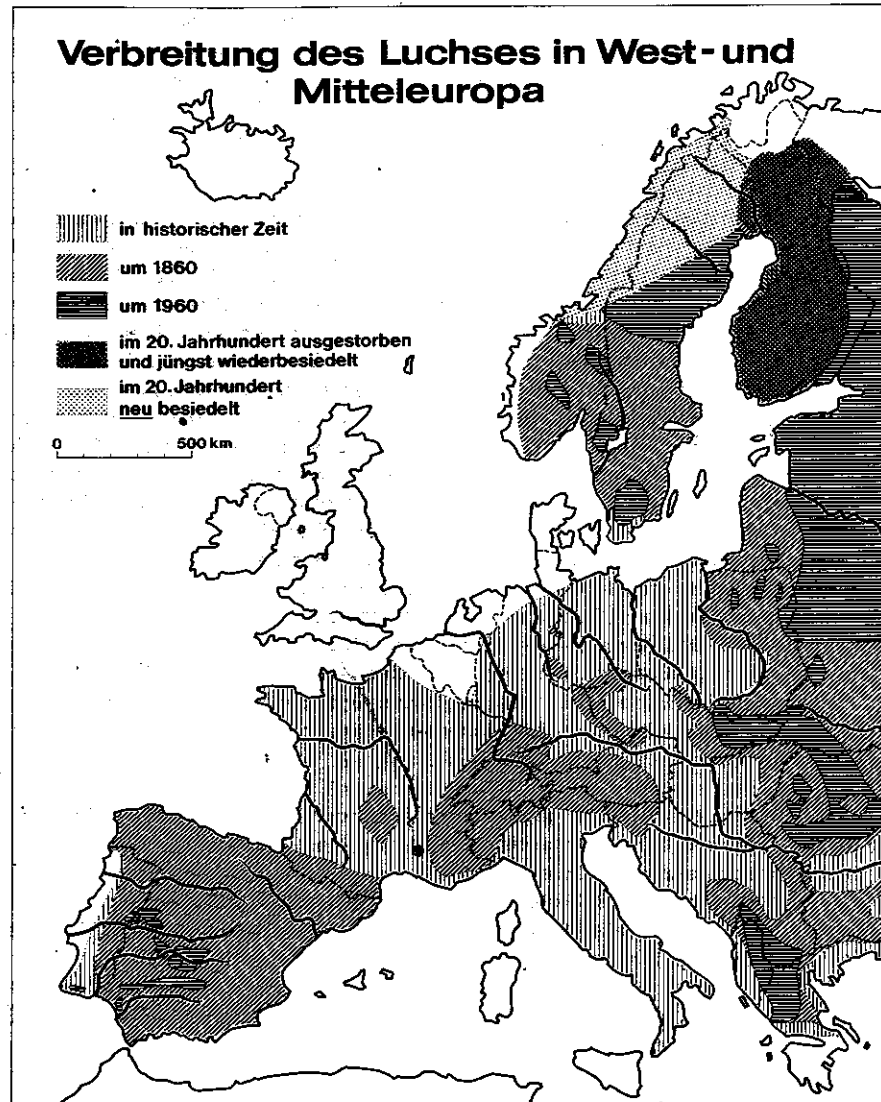 Verbreitung des Luchses in West- und
Mitteleuropa
in historischer Zeit
um 1860
um 1960
im 20. Jahrhundert ausgestorben
und jüngst wiederbesiedelt
im 20. Jahrhundert
neu besiedelt
0 500 km